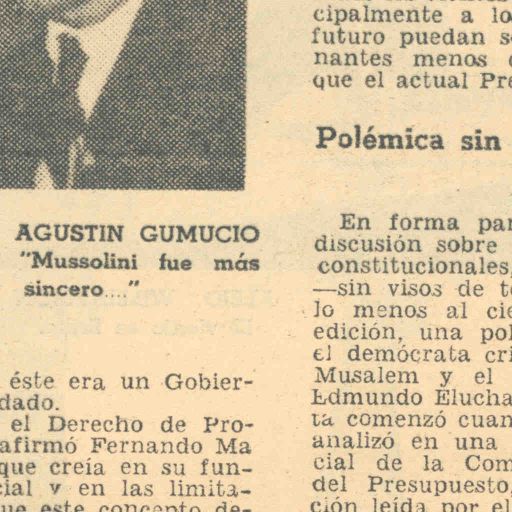 AGUSTIN GUMUCIO
"Mussolini fue más
sincero..."
éste era un Gobier-
dado.
el Derecho de Pro-
afirmó Fernando Ma
que creía en su fun-
cial y en las limita-
que este concepto de-
cipalmente a lo
futuro puedan s
nantes menos
que el actual Pre
Polémica sin
En forma par
discusión sobre
constitucionales,
—sin visos de te
lo menos al cie
edición, una pol
el demócrata cri
Musalem y el
Edmundo Elucha
ta comenzó cuan
analizó en una
cial de la Com
del Presupuesto,
ción leída por el